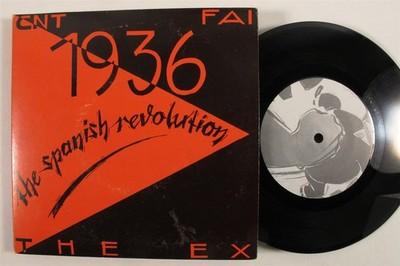 CNT FAI
1936
the spanish revolution
THE EX